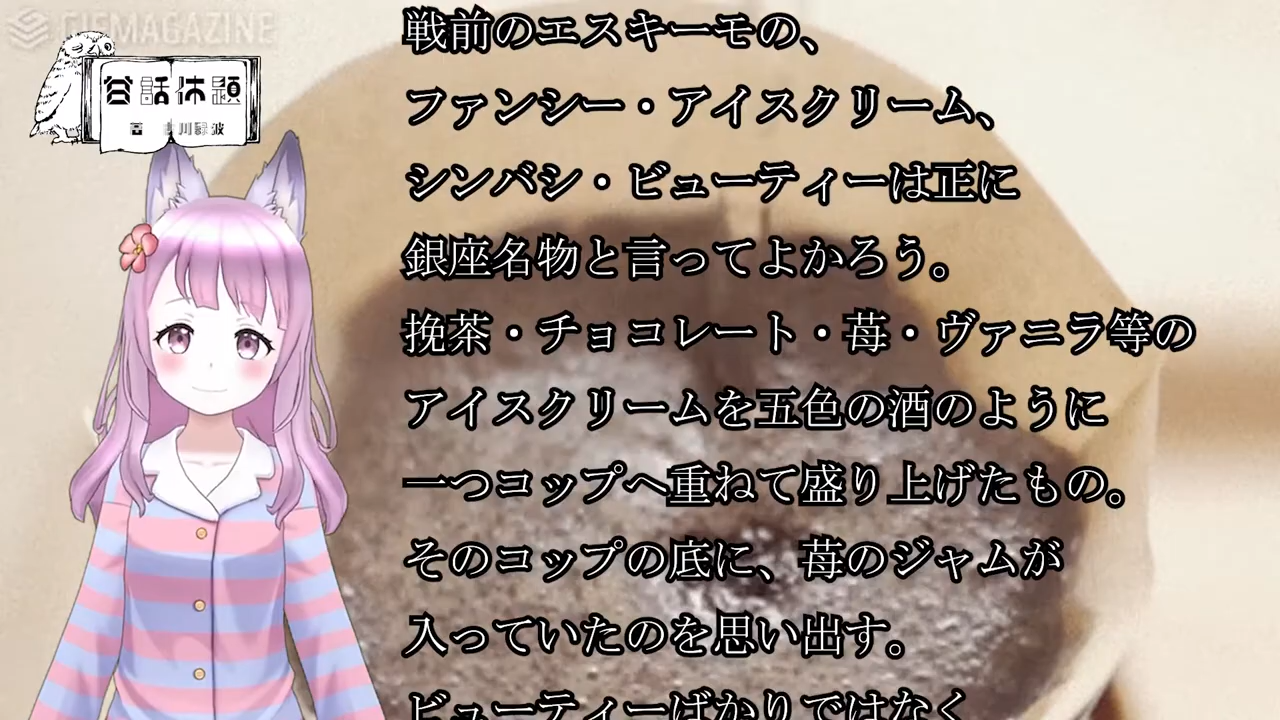 GIFMAGAZINE
谷話休題
戦前のエスキーモの、
ファンシー・アイスクリーム、
シンバシ・ビューティーは正に
銀座名物と言ってよかろう。
挽茶・チョコレート・苺・ヴァニラ等の
アイスクリームを五色の酒のように
一つコップへ重ねて盛り上げたもの。
そのコップの底に、苺のジャムが
入っていたのを思い出す。
ビューティーばかりではなく